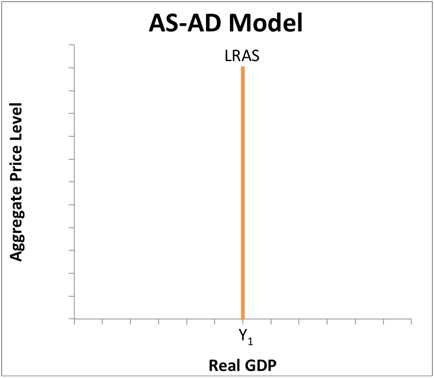 AS-AD Model
LRAS
Aggregate Price Level
Y₁
Real GDP